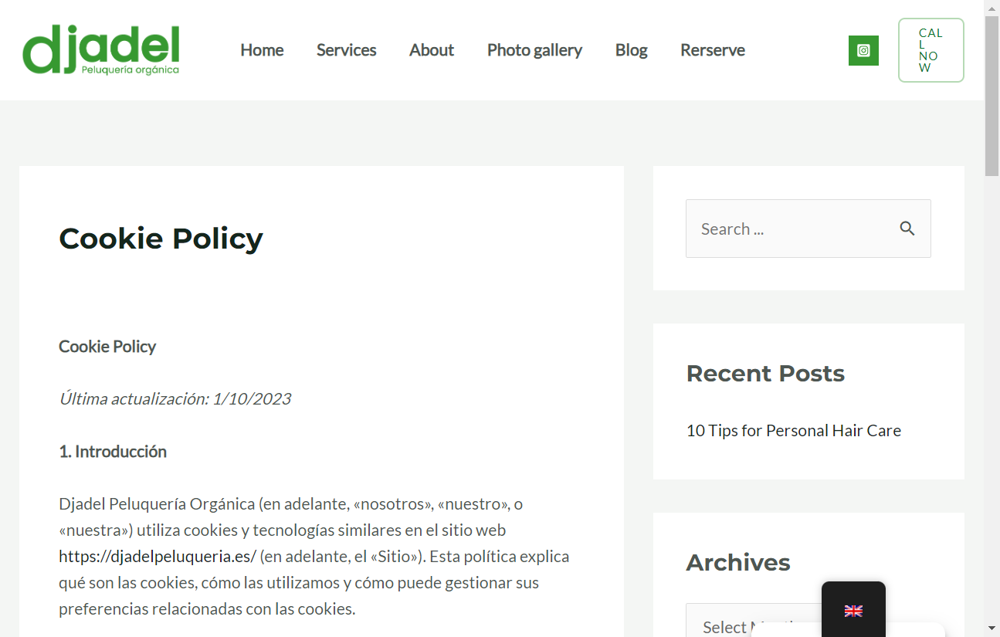 djadel
Peluquería orgánica
Home
Services
About
Photo gallery
Blog
Rerserve
CAL
L
NO
W
Cookie Policy
Cookie Policy
Última actualización: 1/10/2023
1. Introducción
Djadel Peluquería Orgánica (en adelante, «nosotros», «nuestro», o
«nuestra») utiliza cookies y tecnologías similares en el sitio web
https://djadelpeluqueria.es/ (en adelante, el «Sitio»). Esta política explica
qué son las cookies, cómo las utilizamos y cómo puede gestionar sus
preferencias relacionadas con las cookies.
Search ...
Recent Posts
10 Tips for Personal Hair Care
Archives
Select